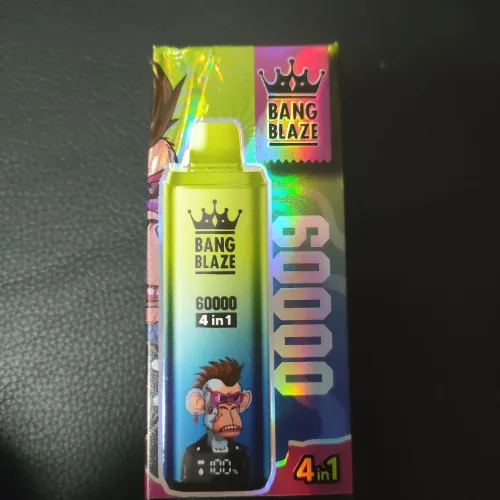 BANG
BLAZE
BANG
BLAZE
60000
4 in 1
60000
100%
4in1